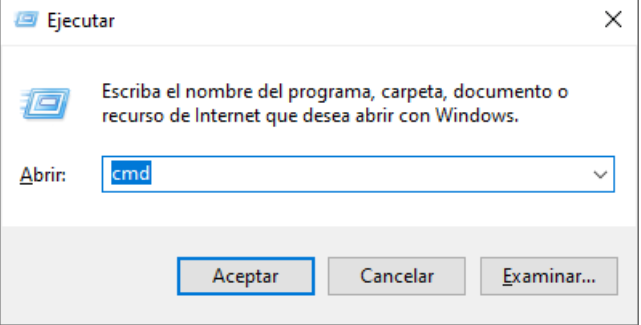 Ejecutar
Escriba el nombre del programa, carpeta, documento o
recurso de Internet que desea abrir con Windows.
Abrir: cmd
Aceptar Cancelar Examinar...